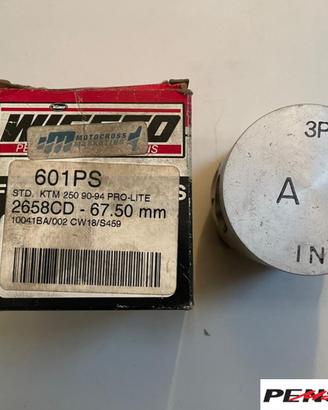 WISECO
MOTOCROSS
MARKETING
601PS
STD. KTM 250 90-94 PRO-LITE
2658CD - 67.50 mm
10041BA/002 CW18/S459
3P
A
IN
PEN